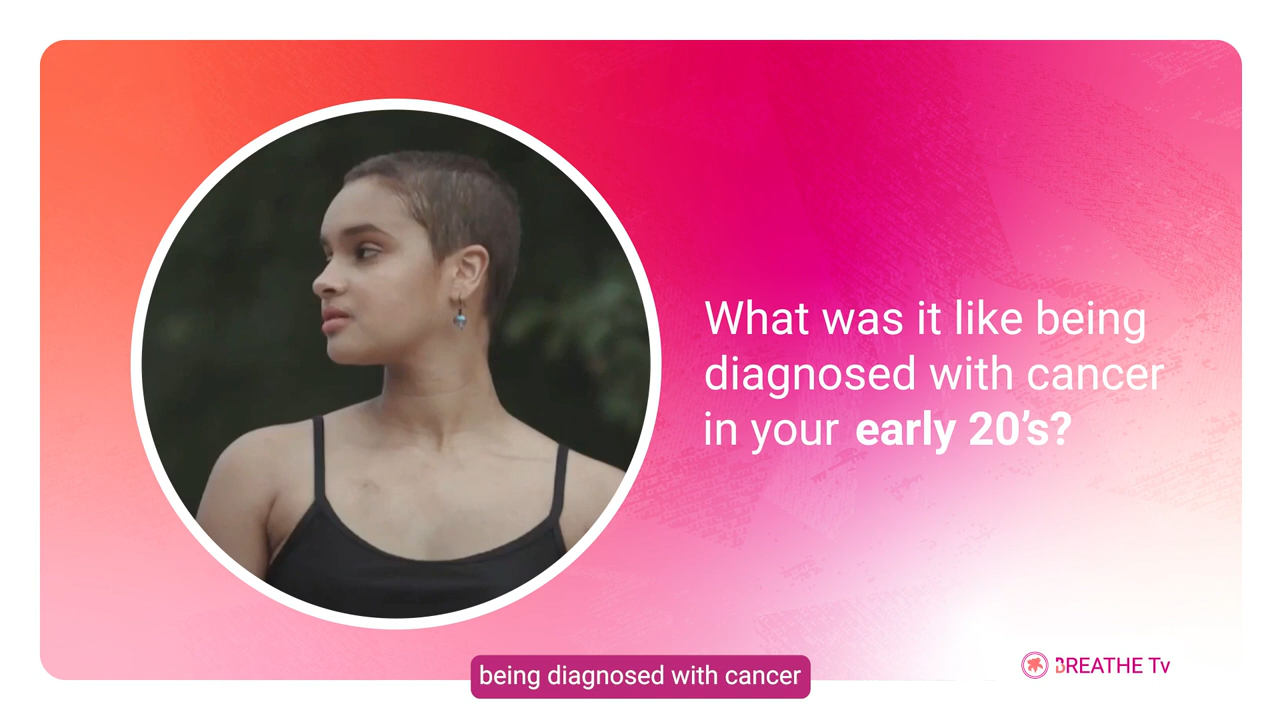 What was it like being
diagnosed with cancer
in your early 20's?
being diagnosed with cancer
BREATHE Tv